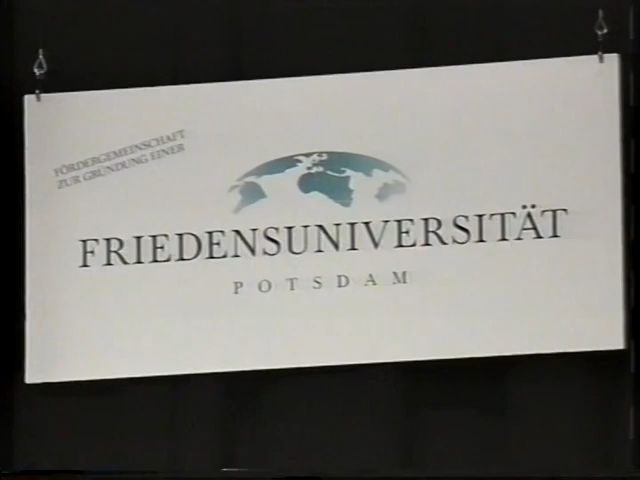 FÖRDERGEMEINSCHAFT
ZUR GRÜNDUNG EINER
FRIEDENSUNIVERSITÄT
POTSDAM